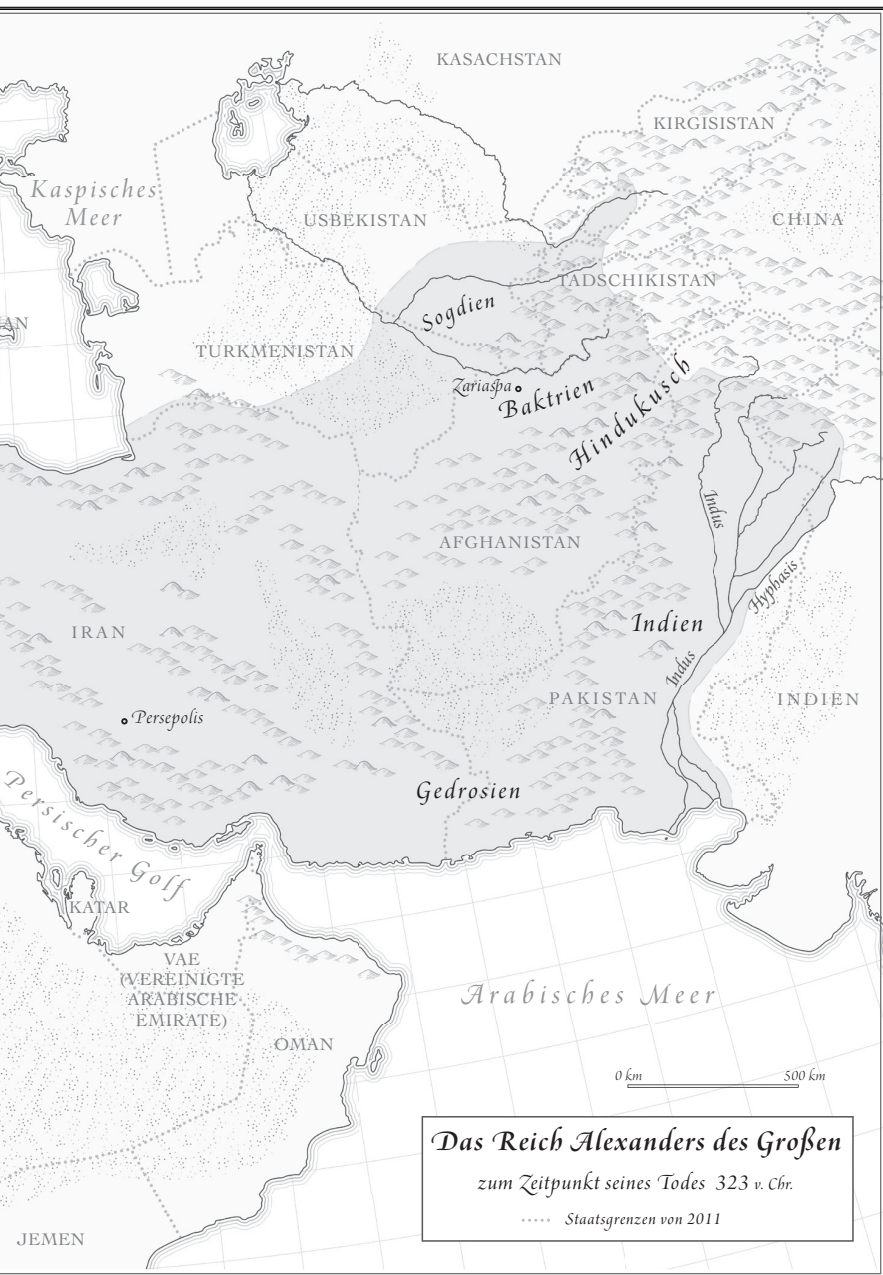 KASACHSTAN
KIRGISISTAN
Kaspisches
Meer
USBEKISTAN
CHINA
TADSCHIKISTAN
Sogdien
AN
TURKMENISTAN
Zariaspa
Baktrien
Hindukusch
Indus
AFGHANISTAN
Hyphasis
Indien
IRAN
Indus
PAKISTAN
INDIEN
Persepolis
Gedrosien
Persischer Golf
KATAR
VAE
(VEREINIGTE
ARABISCHE
EMIRATE)
Arabisches Meer
OMAN
0 km 500 km
Das Reich Alexanders des Großen
zum Zeitpunkt seines Todes 323 v. Chr.
Staatsgrenzen von 2011
JEMEN